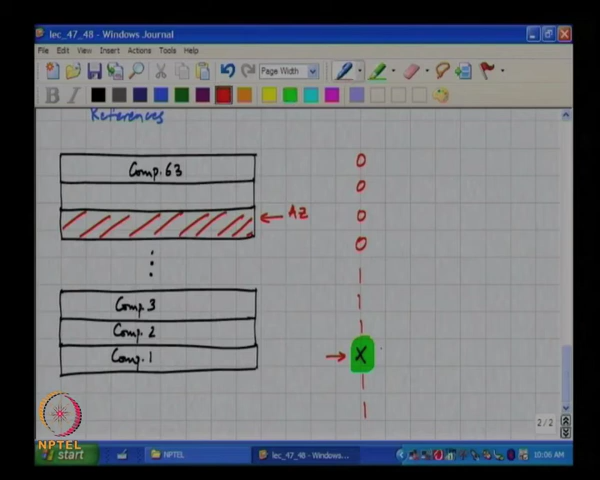 lec_47_48 - Windows Journal
File Edit View Insert Actions Tools Help
Page Width
B I
References
Comp. 63
AZ
Comp. 3
Comp. 2
Comp. 1
0
0
0
0
1
1
1
X
1
1
2/2
NPTEL
start
NPTEL
lec_47_48 - Windows...
10:06 AM